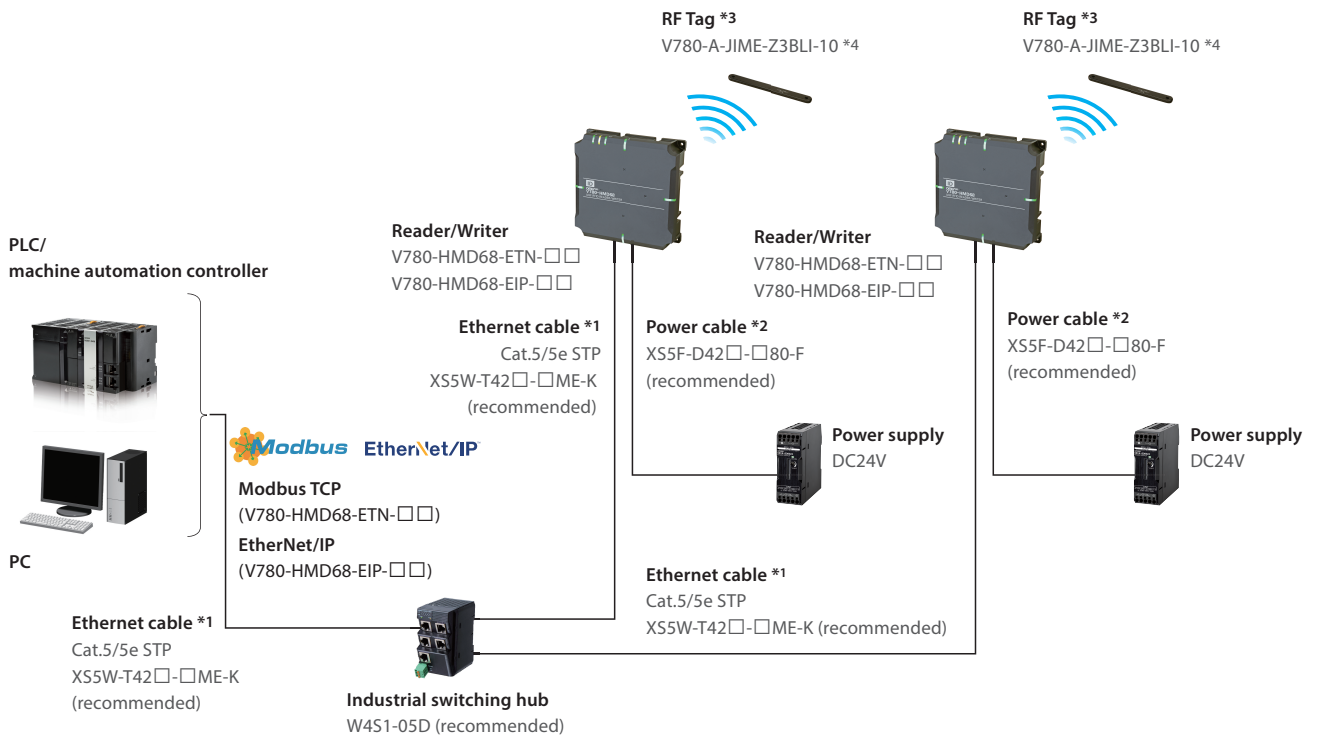 RF Tag *3
V780-A-JIME-Z3BLI-10 *4
RF Tag *3
V780-A-JIME-Z3BLI-10 *4
V780-HMD68
V780-HMD68
Reader/Writer
V780-HMD68-ETN-□□
V780-HMD68-EIP-□□
Reader/Writer
V780-HMD68-ETN-□□
V780-HMD68-EIP-□□
PLC/
machine automation controller
Ethernet cable *1
Cat.5/5e STP
XS5W-T42□-□ME-K
(recommended)
Power cable *2
XS5F-D42□-□80-F
(recommended)
Power cable *2
XS5F-D42□-□80-F
(recommended)
Power supply
DC24V
Power supply
DC24V
Modbus
EtherNet/IP
Modbus TCP
(V780-HMD68-ETN-□□)
EtherNet/IP
(V780-HMD68-EIP-□□)
PC
Ethernet cable *1
Cat.5/5e STP
XS5W-T42□-□ME-K (recommended)
Ethernet cable *1
Cat.5/5e STP
XS5W-T42□-□ME-K
(recommended)
Industrial switching hub
W4S1-05D (recommended)